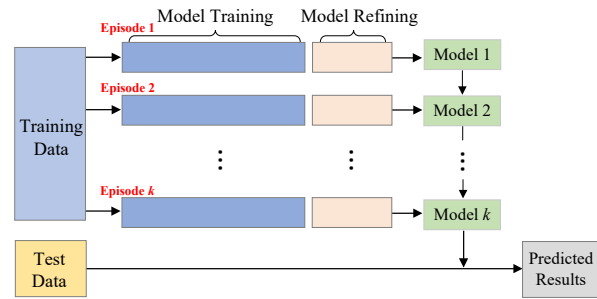 Model Training
Model Refining
Episode 1
Model 1
Episode 2
Model 2
Training
Data
Episode k
Model k
Test
Data
Predicted
Results